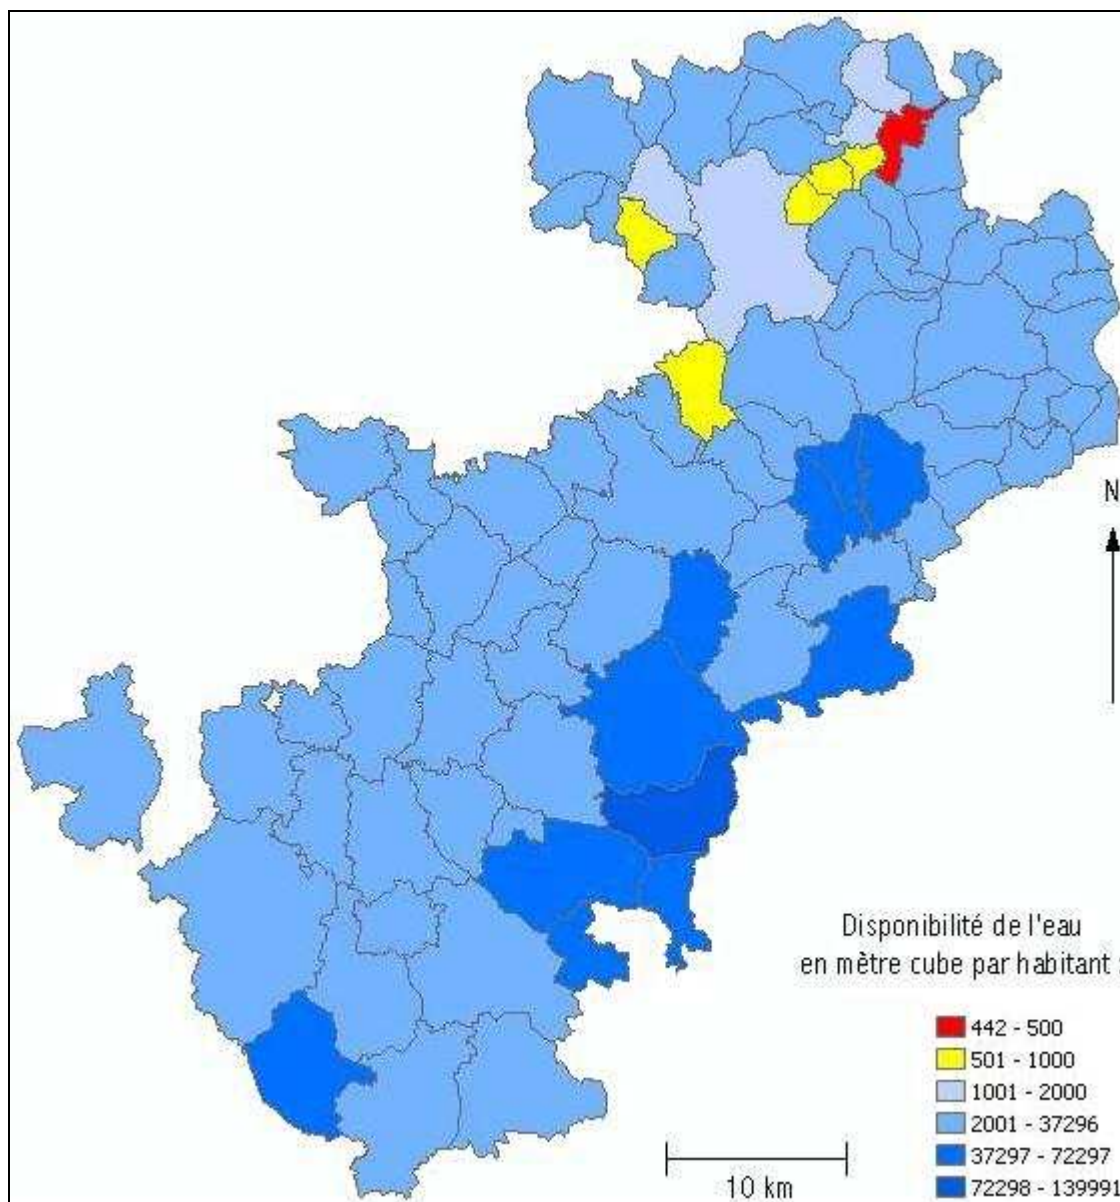 N
Disponibilité de l'eau
en mètre cube par habitant
442 - 500
501 - 1000
1001 - 2000
2001 - 37296
37297 - 72297
72298 - 139991
10 km